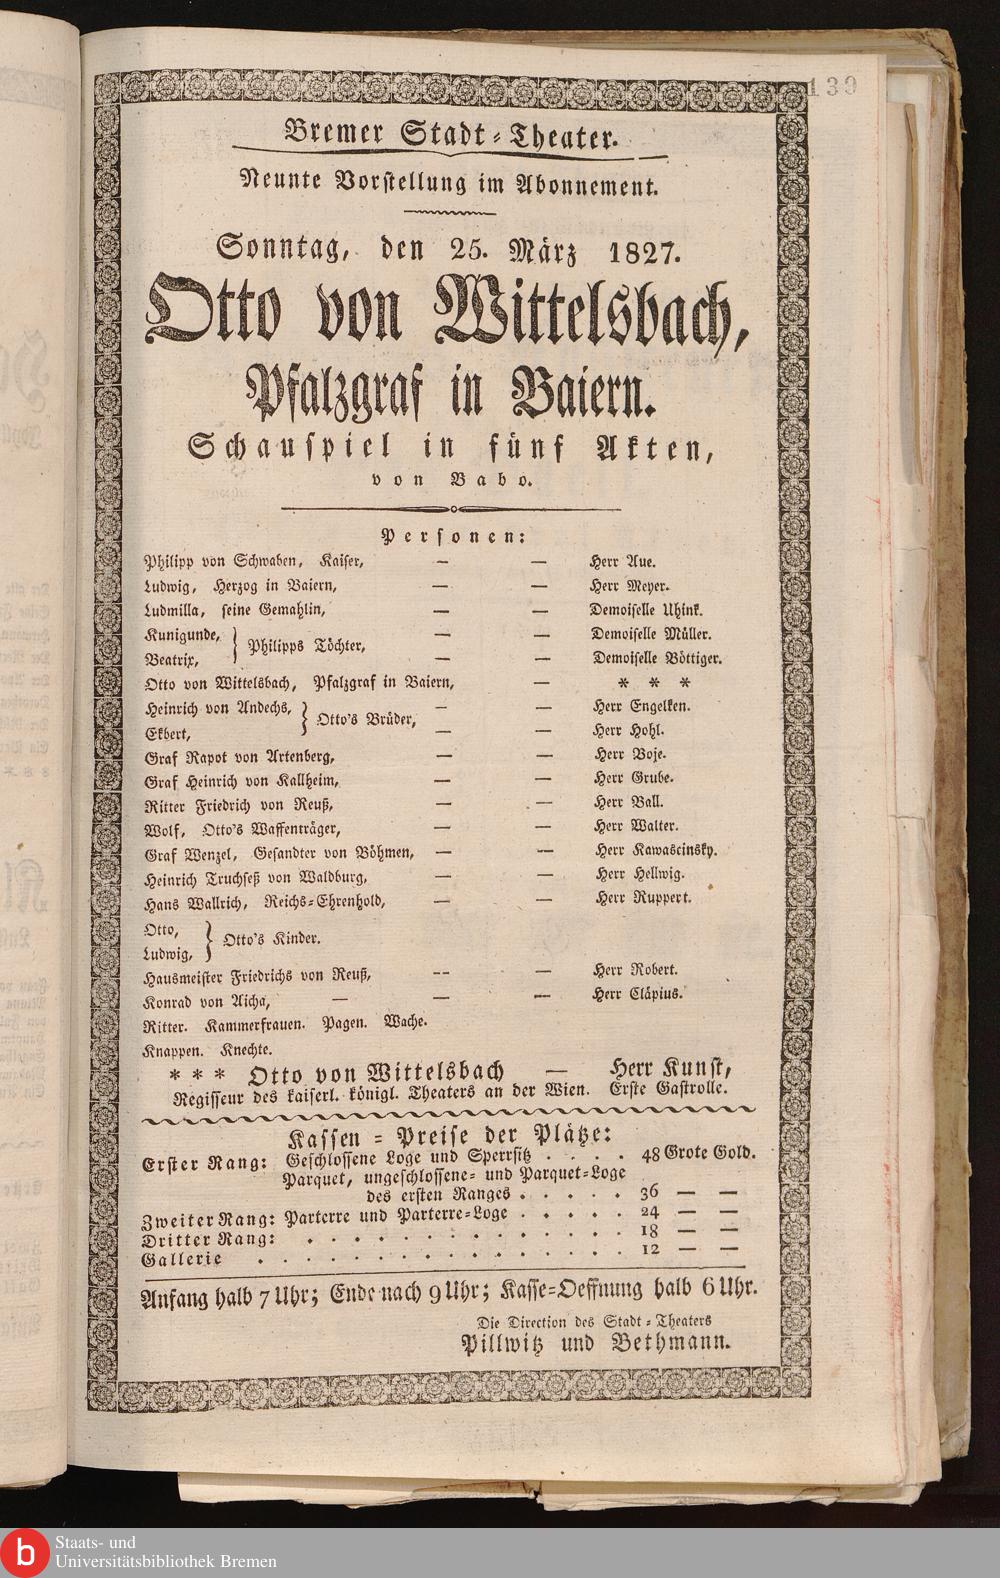 139
Bremer Stadt-Theater.
Neunte Vorstellung im Abonnement.
Sonntag, den 25. März 1827.
Otto von Wittelsbach,
Pfalzgraf in Baiern.
Schauspiel in fünf Akten,
von Babo.
Personen:
Philipp von Schwaben, Kaiser, — — Herr Aue.
Ludwig, Herzog in Baiern, — — Herr Meyer.
Ludmilla, seine Gemahlin, — — Demoiselle Uhink.
Kunigunde, } Philipps Töchter, — — Demoiselle Müller.
Beatrix, — — Demoiselle Böttiger.
Otto von Wittelsbach, Pfalzgraf in Baiern, — * * *
Heinrich von Andechs, } Otto's Brüder, — — Herr Engelken.
Ekbert, — — Herr Hohl.
Graf Rapot von Artenberg, — — Herr Boje.
Graf Heinrich von Kallheim, — — Herr Grube.
Ritter Friedrich von Reuß, — — Herr Ball.
Wolf, Otto's Waffenträger, — — Herr Walter.
Graf Wenzel, Gesandter von Böhmen, — — Herr Kawascinsky.
Heinrich Truchseß von Waldburg, — — Herr Hellwig.
Hans Wallrich, Reichs-Ehrenhold, — — Herr Ruppert.
Otto, } Otto's Kinder.
Ludwig,
Hausmeister Friedrichs von Reuß, — — Herr Robert.
Konrad von Aicha, — — — Herr Cläpius.
Ritter. Kammerfrauen. Pagen. Wache.
Knappen. Knechte.
* * * Otto von Wittelsbach — Herr Kunst,
Regisseur des kaiserl. königl. Theaters an der Wien. Erste Gastrolle.
Kassen-Preise der Plätze:
Erster Rang: Geschlossene Loge und Sperrsitz . . . . 48 Grote Gold.
Parquet, ungeschlossene- und Parquet-Loge
des ersten Ranges . . . . . 36 — —
Zweiter Rang: Parterre und Parterre-Loge . . . . . 24 — —
Dritter Rang: . . . . . . . . . . . . . 18 — —
Gallerie . . . . . . . . . . . . . . . 12 — —
Anfang halb 7 Uhr; Ende nach 9 Uhr; Kasse-Oeffnung halb 6 Uhr.
Die Direction des Stadt-Theaters
Pillwitz und Bethmann.
b
Staats- und
Universitätsbibliothek Bremen